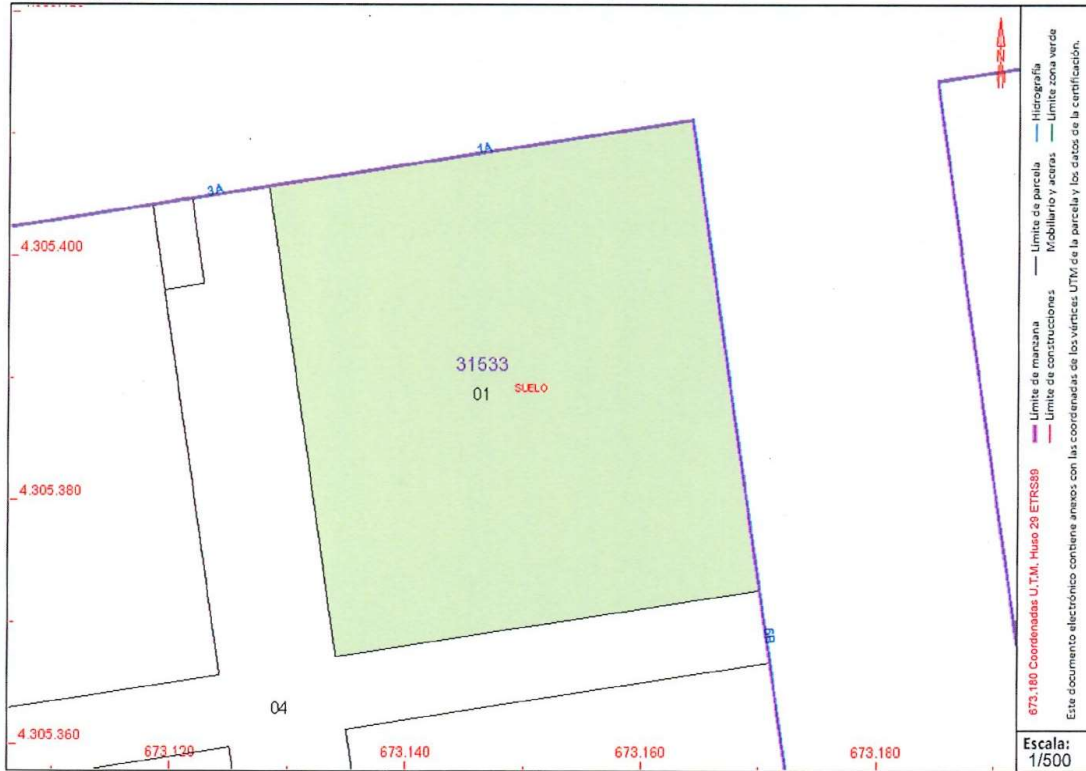 3A
1A
N
4.305.400
31533
01
SUELO
4.305.380
6B
04
4.305.360
673.120
673.140
673.160
673.180
673.180 Coordenadas U.T.M. Huso 29 ETRS89
Límite de manzana
Límite de parcela
Hidrografía
Límite de construcciones
Mobiliario y aceras
Límite zona verde
Este documento electrónico contiene anexos con las coordenadas de los vértices UTM de la parcela y los datos de la certificación.
Escala:
1/500